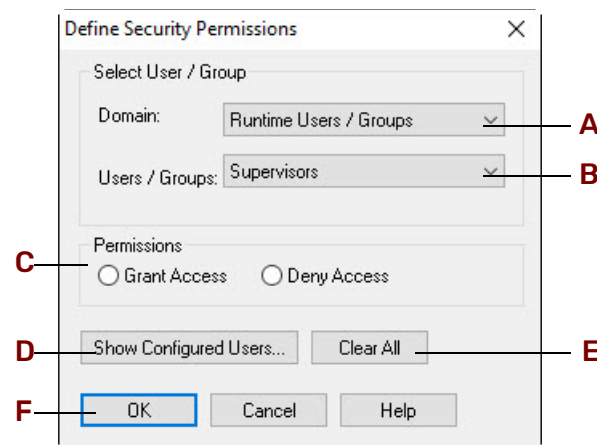 Define Security Permissions
Select User / Group
Domain: Runtime Users / Groups A
Users / Groups: Supervisors B
Permissions
C Grant Access Deny Access
D Show Configured Users... Clear All E
F OK Cancel Help